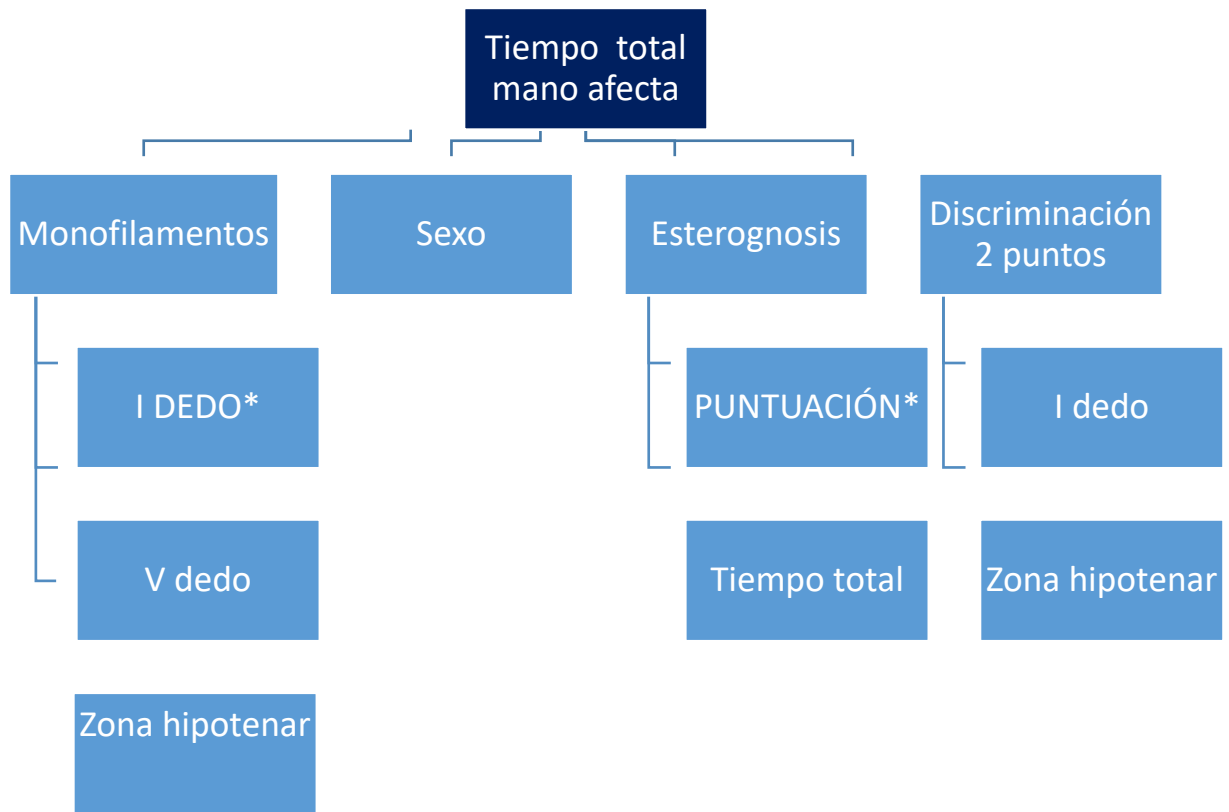 Tiempo total
mano afecta
Monofilamentos
Sexo
Esterognosis
Discriminación
2 puntos
I DEDO*
PUNTUACIÓN*
I dedo
V dedo
Tiempo total
Zona hipotenar
Zona hipotenar